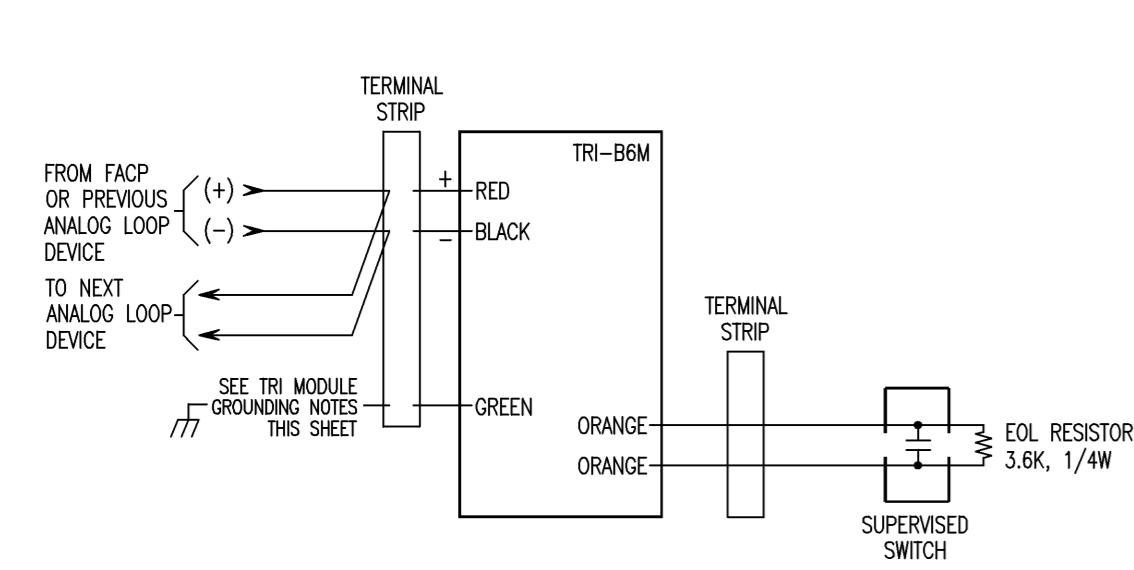 TERMINAL
STRIP
TRI-B6M
FROM FACP
OR PREVIOUS
ANALOG LOOP
DEVICE
(+)
(-)
+
RED
BLACK
-
TO NEXT
ANALOG LOOP
DEVICE
TERMINAL
STRIP
SEE TRI MODULE
GROUNDING NOTES
THIS SHEET
GREEN
ORANGE
ORANGE
EOL RESISTOR
3.6K, 1/4W
SUPERVISED
SWITCH